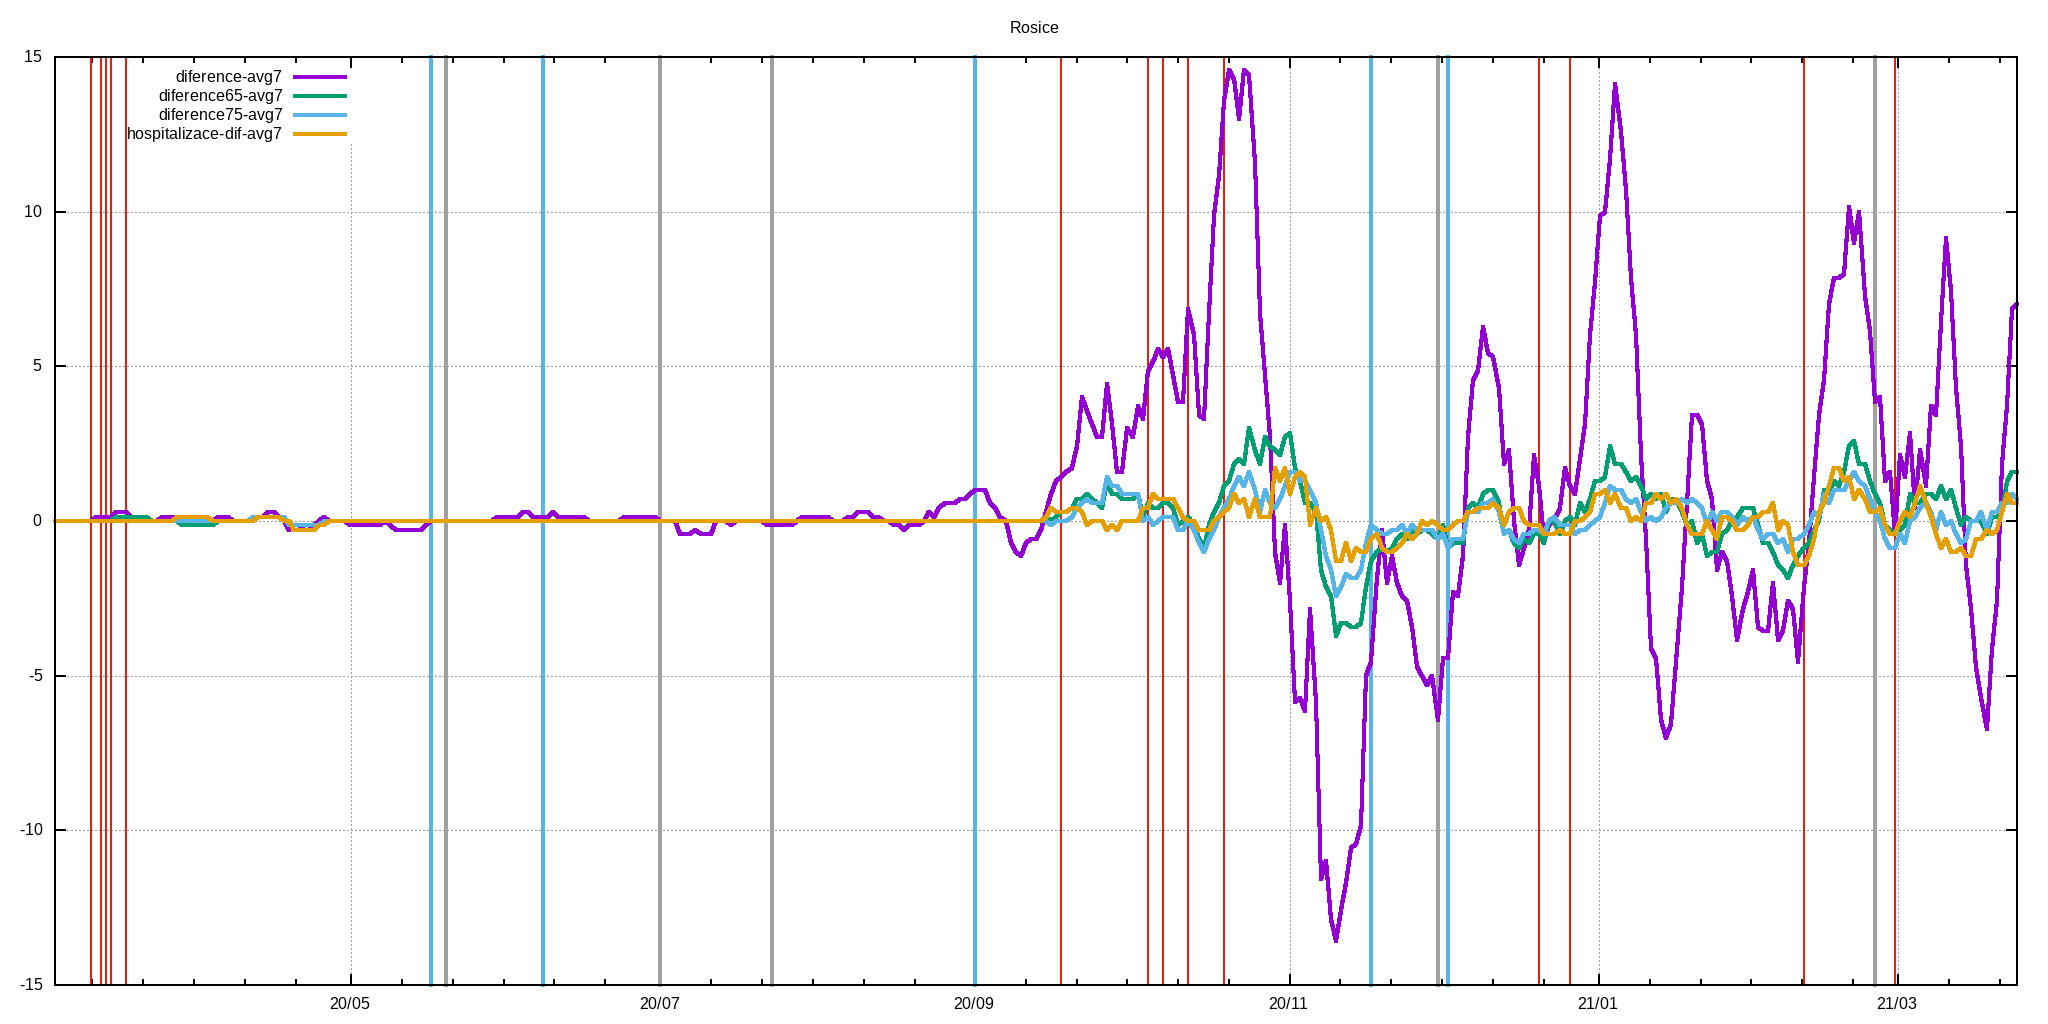 Rosice
15
diference-avg7
diference65-avg7
diference75-avg7
hospitalizace-dif-avg7
10
5
0
-5
-10
-15
20/05 20/07 20/09 20/11 21/01 21/03